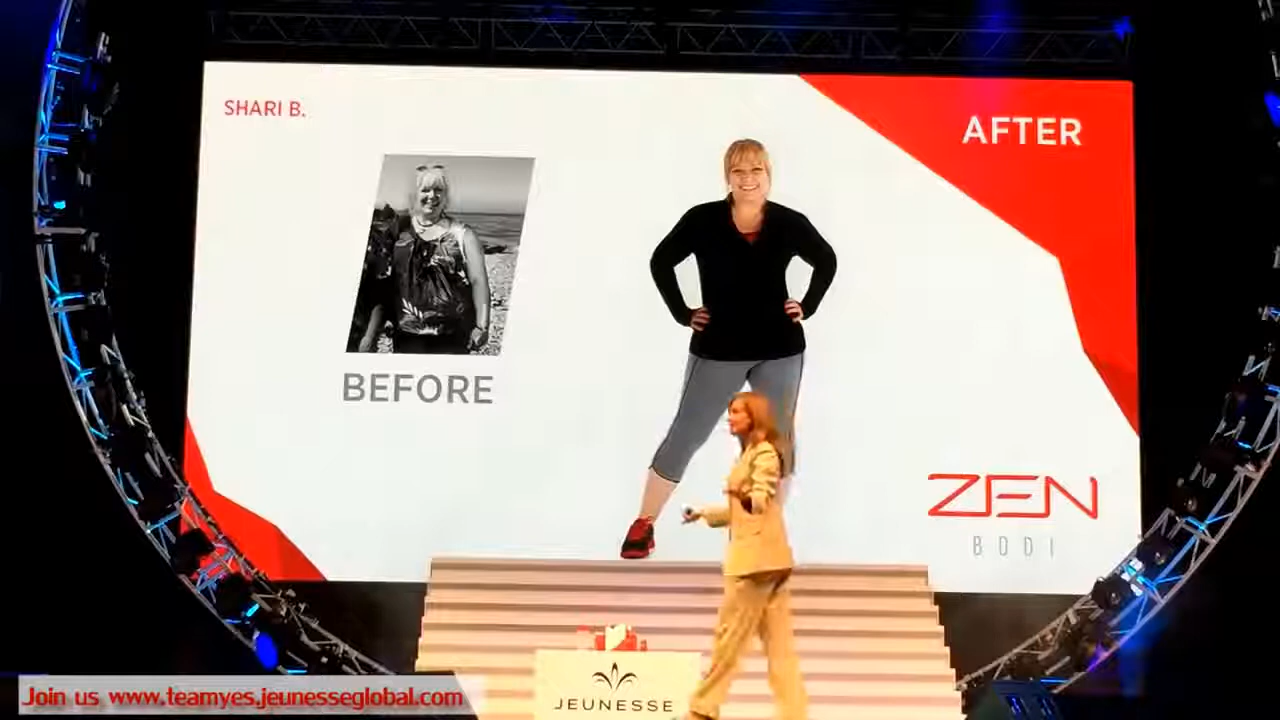 SHARI B.
AFTER
BEFORE
ZEN
BODI
JEUNESSE
Join us www.teamyes.jeunesseglobal.com